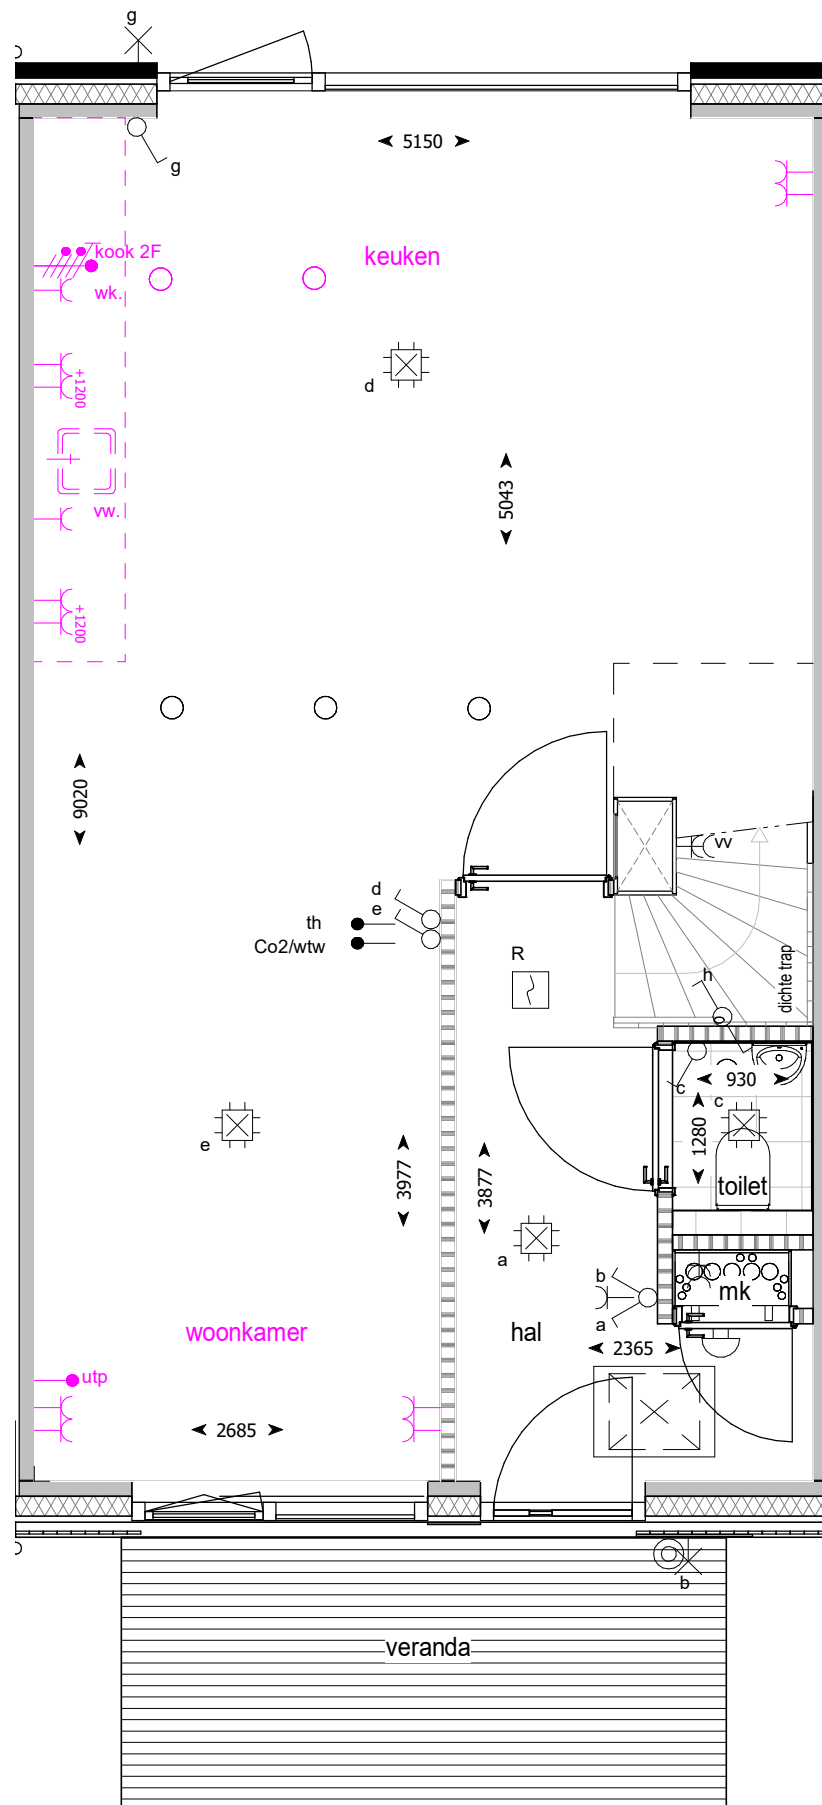 g
g
5150
keuken
kook 2F
wk.
d
+1200
5043
vw.
+1200
9020
vv
d
e
th
Co2/wtw
R
h
dichte trap
c
930
c
1280
e
3977
3877
toilet
a
b
mk
a
woonkamer
hal
2365
utp
2685
b
veranda